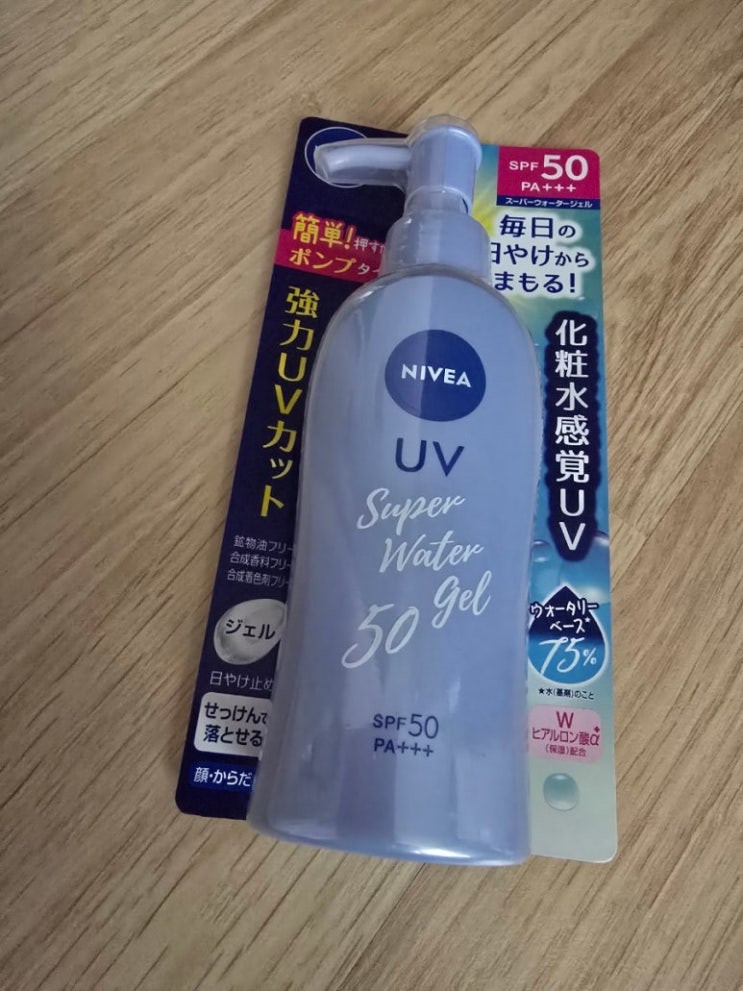 SPF 50
PA+++
スーパーウォータージェル
毎日の
日やけから
まもる!
簡単!押す
ポンプタイ
強力UVカット
化粧水感覚UV
NIVEA
UV
Super
Water
Gel
50
SPF50
PA+++
鉱物油フリー
合成香料フリー
合成着色剤フリー
ジェル
日やけ止め
せっけんで
落とせる
顔・からだ
ウォータリー
ベース*
75%
★水(基剤)のこと
W
ヒアルロン酸α
(保湿)配合